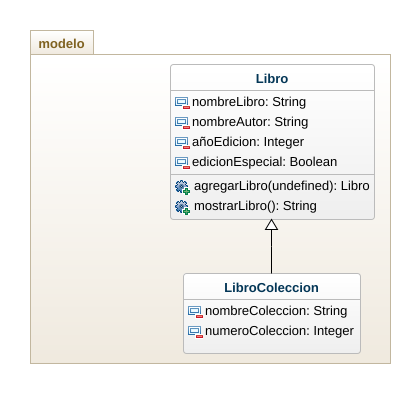 modelo
Libro
nombreLibro: String
nombreAutor: String
añoEdicion: Integer
edicionEspecial: Boolean
agregarLibro(undefined): Libro
mostrarLibro(): String
LibroColeccion
nombreColeccion: String
numeroColeccion: Integer